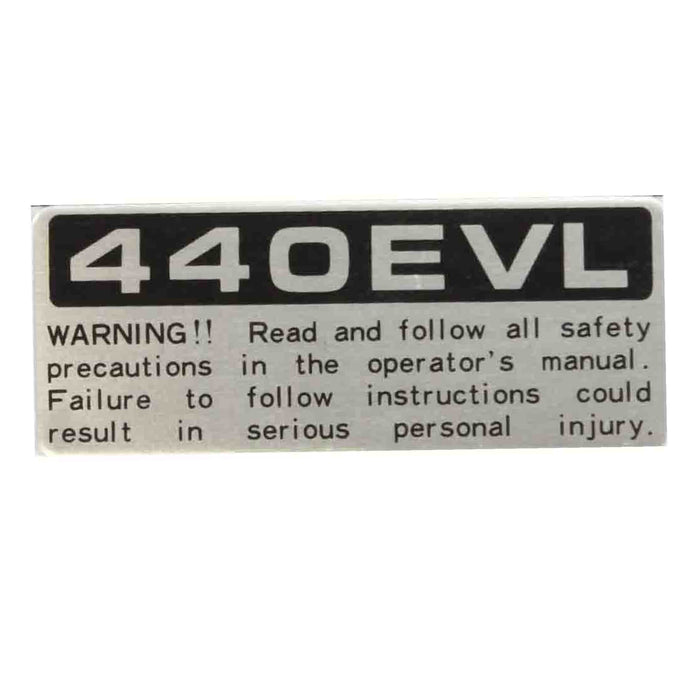 440EVL
WARNING!! Read and follow all safety
precautions in the operator's manual.
Failure to follow instructions could
result in serious personal injury.